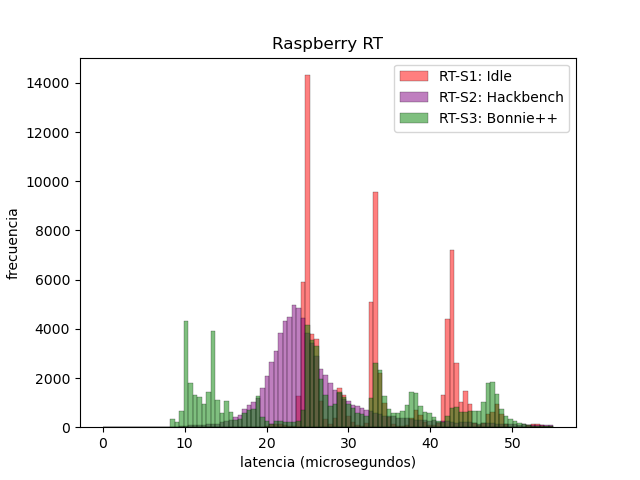 Raspberry RT
RT-S1: Idle
RT-S2: Hackbench
RT-S3: Bonnie++
14000
12000
10000
8000
6000
4000
2000
0
frecuencia
0 10 20 30 40 50
latencia (microsegundos)